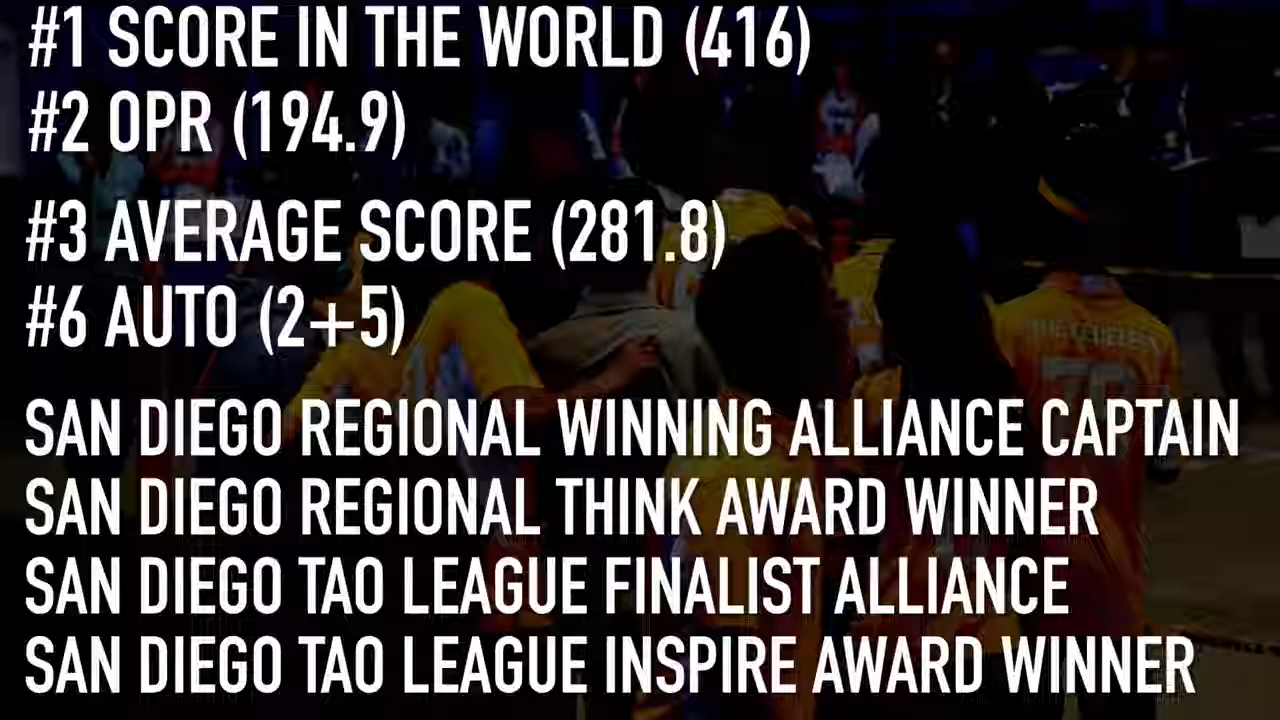 #1 SCORE IN THE WORLD (416)
#2 OPR (194.9)
#3 AVERAGE SCORE (281.8)
#6 AUTO (2+5)
SAN DIEGO REGIONAL WINNING ALLIANCE CAPTAIN
SAN DIEGO REGIONAL THINK AWARD WINNER
SAN DIEGO TAO LEAGUE FINALIST ALLIANCE
SAN DIEGO TAO LEAGUE INSPIRE AWARD WINNER